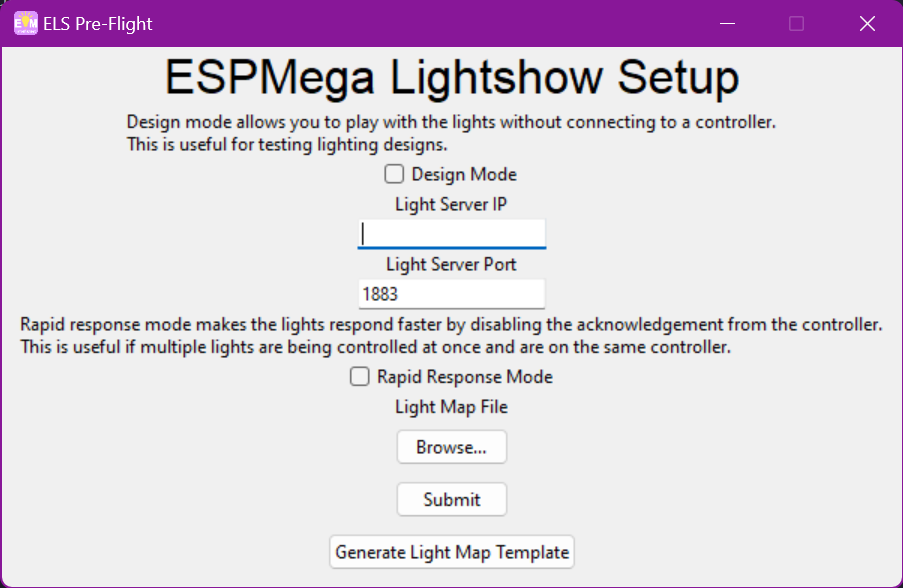 ELS Pre-Flight
ESPMega Lightshow Setup
Design mode allows you to play with the lights without connecting to a controller.
This is useful for testing lighting designs.
Design Mode
Light Server IP
Light Server Port
1883
Rapid response mode makes the lights respond faster by disabling the acknowledgement from the controller.
This is useful if multiple lights are being controlled at once and are on the same controller.
Rapid Response Mode
Light Map File
Browse...
Submit
Generate Light Map Template